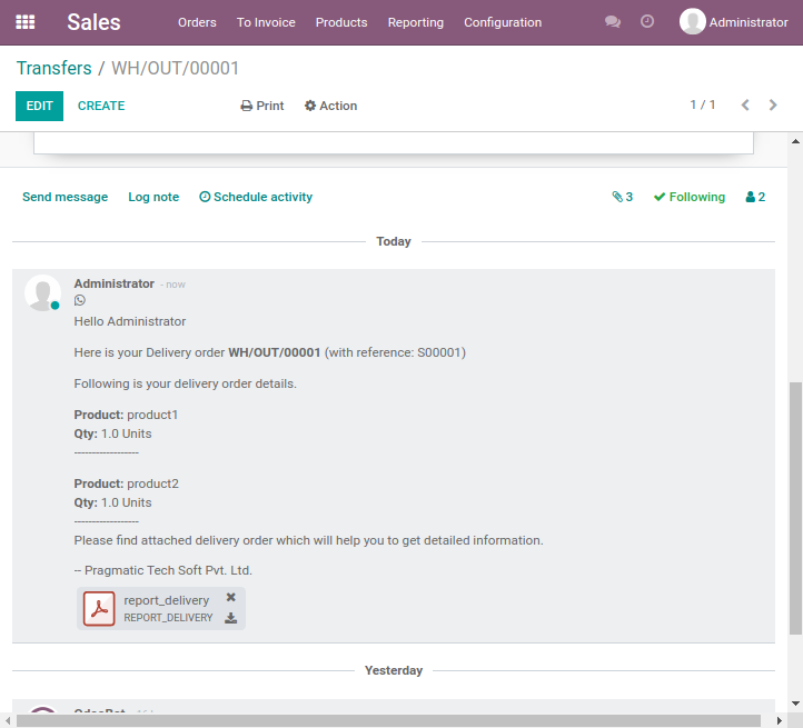 Sales Orders To Invoice Products Reporting Configuration Administrator
Transfers / WH/OUT/00001
EDIT CREATE Print Action 1 / 1
Send message Log note Schedule activity 3 Following 2
Today
Administrator - now
Hello Administrator
Here is your Delivery order WH/OUT/00001 (with reference: S00001)
Following is your delivery order details.
Product: product1
Qty: 1.0 Units
------------------
Product: product2
Qty: 1.0 Units
------------------
Please find attached delivery order which will help you to get detailed information.
-- Pragmatic Tech Soft Pvt. Ltd.
report_delivery
REPORT_DELIVERY
Yesterday